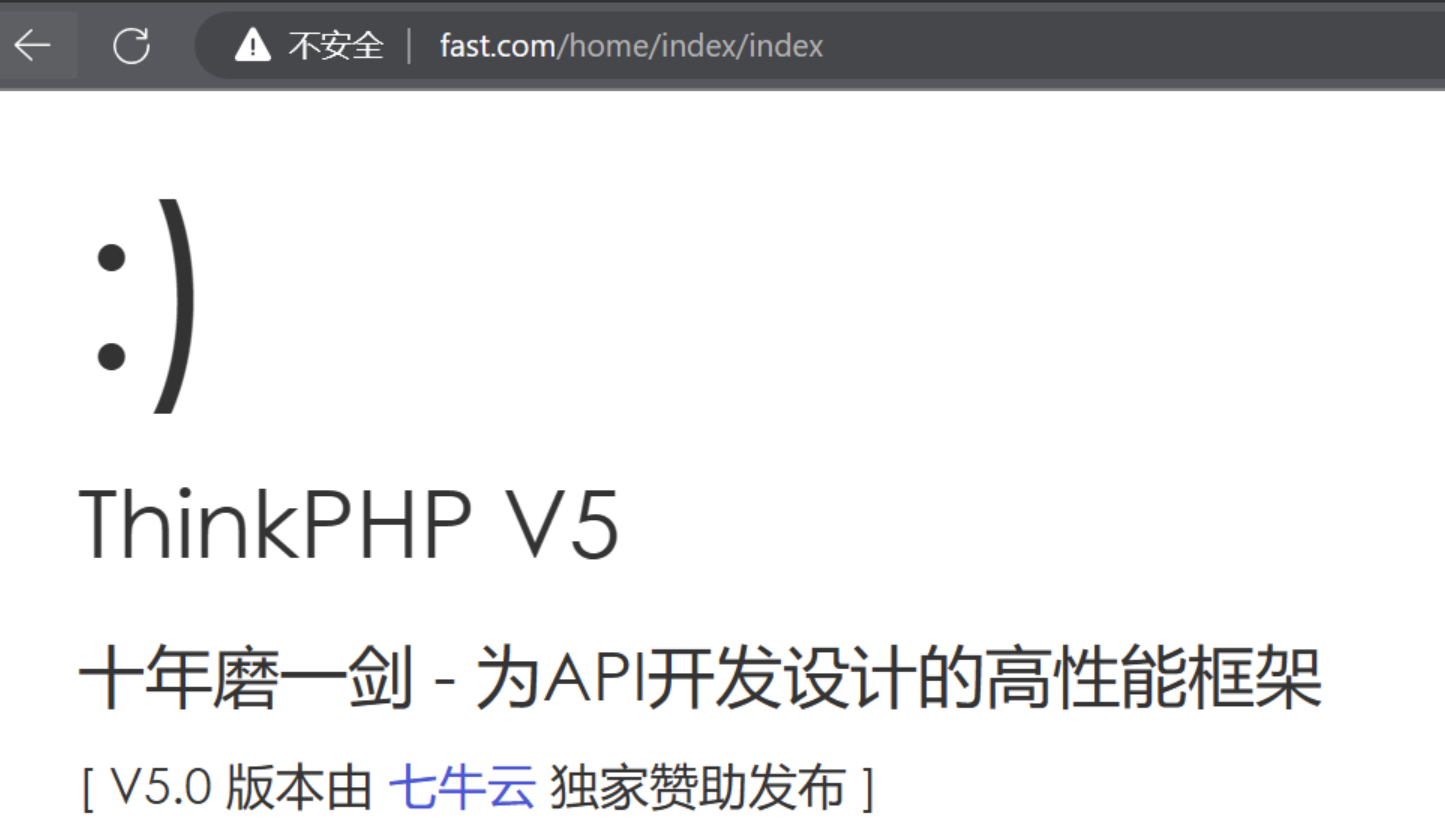 不安全 | fast.com/home/index/index
:)
ThinkPHP V5
十年磨一剑 - 为API开发设计的高性能框架
[ V5.0 版本由 七牛云 独家赞助发布 ]